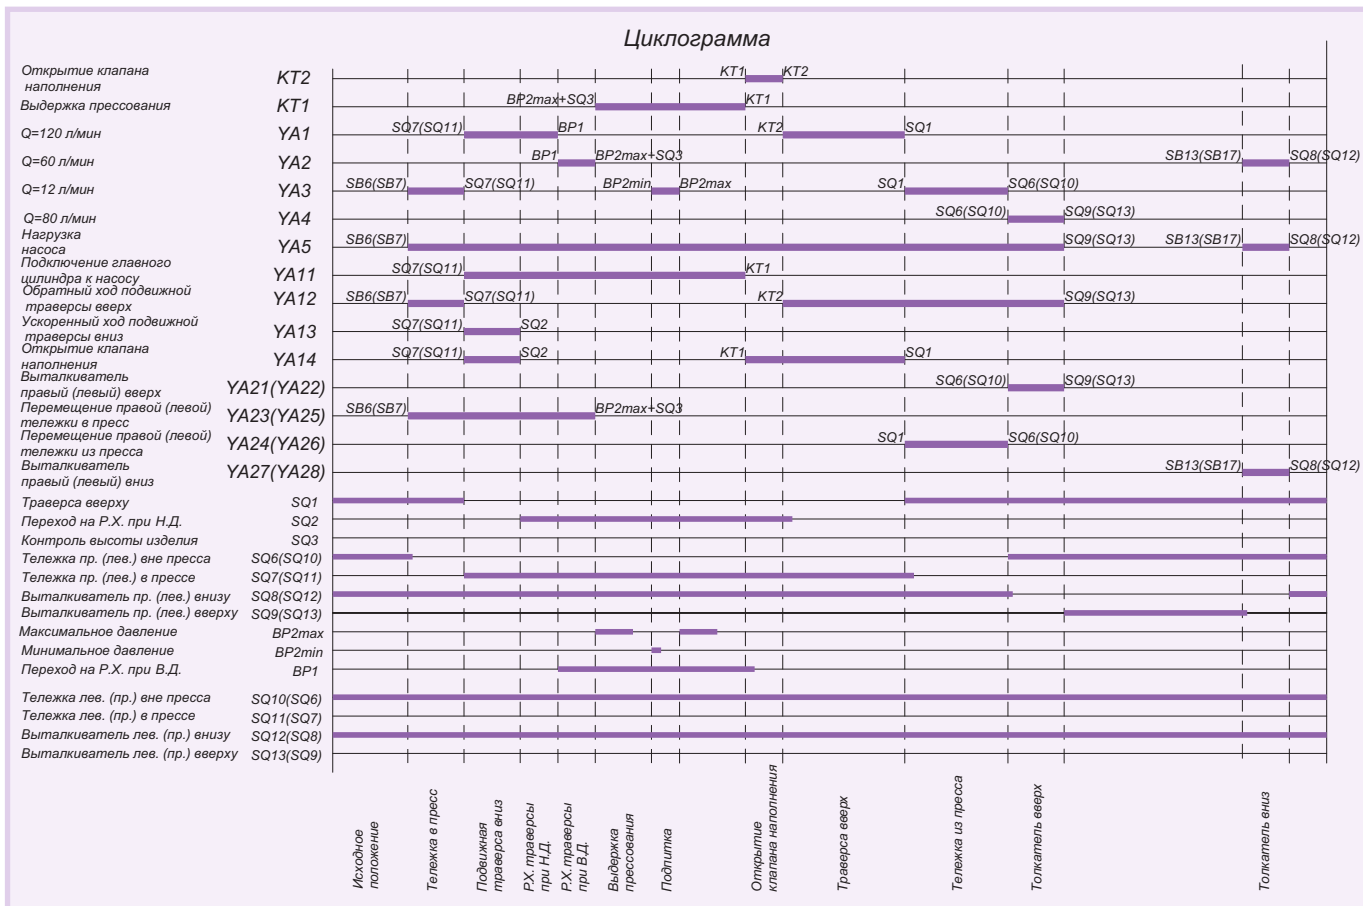 Циклограмма
Открытие клапана
наполнения
KT2
KT1
KT2
Выдержка прессования
KT1
BP2max+SQ3
KT1
Q=120 л/мин
YA1
SQ7(SQ11)
BP1
KT2
SQ1
Q=60 л/мин
YA2
BP1
BP2max+SQ3
SB13(SB17)
SQ8(SQ12)
Q=12 л/мин
YA3
SB6(SB7)
SQ7(SQ11)
BP2min
BP2max
SQ1
SQ6(SQ10)
Q=80 л/мин
YA4
SQ6(SQ10)
SQ9(SQ13)
Нагрузка
насоса
YA5
SB6(SB7)
SQ9(SQ13)
SB13(SB17)
SQ8(SQ12)
Подключение главного
цилиндра к насосу
YA11
SQ7(SQ11)
KT1
Обратный ход подвижной
траверсы вверх
YA12
SB6(SB7)
SQ7(SQ11)
KT2
SQ9(SQ13)
Ускоренный ход подвижной
траверсы вниз
YA13
SQ7(SQ11)
SQ2
Открытие клапана
наполнения
YA14
SQ7(SQ11)
SQ2
KT1
SQ1
Выталкиватель
правый (левый) вверх
YA21(YA22)
SQ6(SQ10)
SQ9(SQ13)
Перемещение правой (левой)
тележки в пресс
YA23(YA25)
SB6(SB7)
BP2max+SQ3
Перемещение правой (левой)
тележки из пресса
YA24(YA26)
SQ1
SQ6(SQ10)
Выталкиватель
правый (левый) вниз
YA27(YA28)
SB13(SB17)
SQ8(SQ12)
Траверса вверху
SQ1
Переход на Р.Х. при Н.Д.
SQ2
Контроль высоты изделия
SQ3
Тележка пр. (лев.) вне пресса
SQ6(SQ10)
Тележка пр. (лев.) в прессе
SQ7(SQ11)
Выталкиватель пр. (лев.) внизу
SQ8(SQ12)
Выталкиватель пр. (лев.) вверху
SQ9(SQ13)
Максимальное давление
BP2max
Минимальное давление
BP2min
Переход на Р.Х. при В.Д.
BP1
Тележка лев. (пр.) вне пресса
SQ10(SQ6)
Тележка лев. (пр.) в прессе
SQ11(SQ7)
Выталкиватель лев. (пр.) внизу
SQ12(SQ8)
Выталкиватель лев. (пр.) вверху
SQ13(SQ9)
Исходное
положение
Тележка в пресс
Подвижная
траверса вниз
Р.Х. траверсы
при Н.Д.
Р.Х. траверсы
при В.Д.
Выдержка
прессования
Подпитка
Открытие
клапана наполнения
Траверса вверх
Тележка из пресса
Толкатель вверх
Толкатель вниз